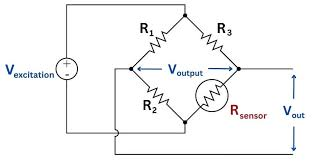 R1 R3
+
Vexcitation
-
Voutput
R2
Rsensor
Vout